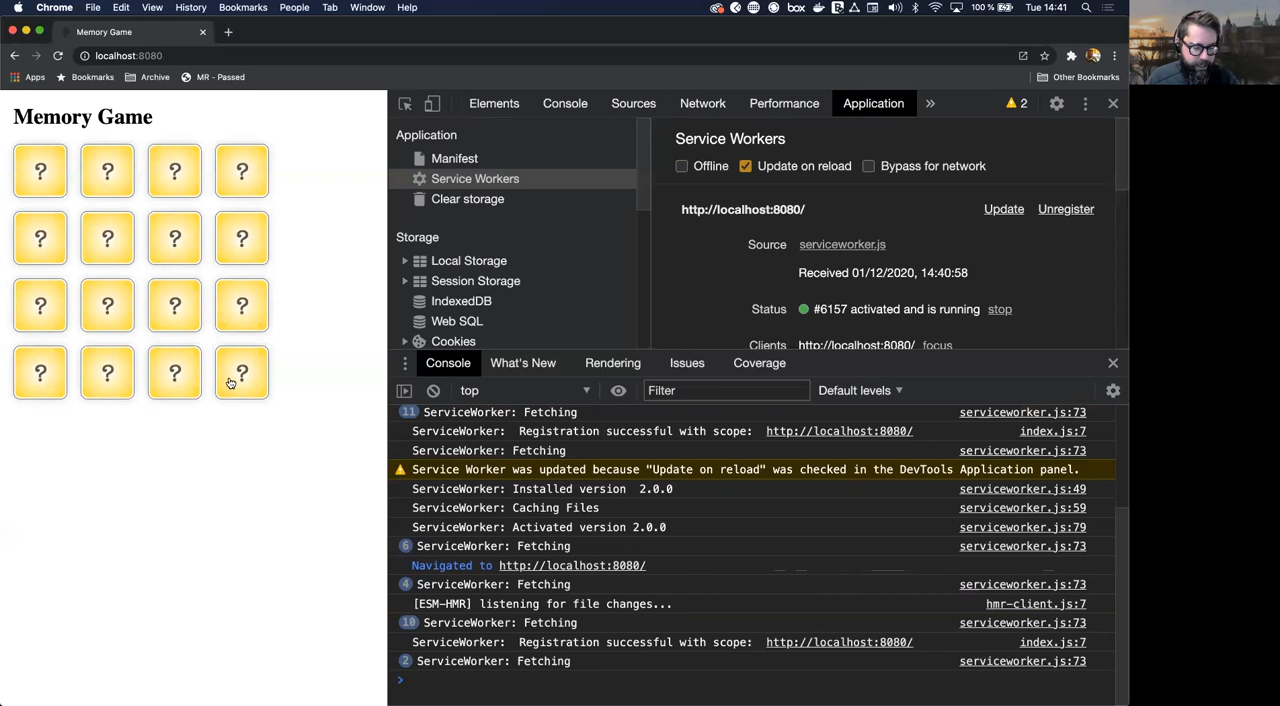 Chrome File Edit View History Bookmarks People Tab Window Help box 100 % Tue 14:41
Memory Game
localhost:8080
Apps Bookmarks Archive MR - Passed Other Bookmarks
Memory Game
? ? ? ?
? ? ? ?
? ? ? ?
? ? ? ?
Elements Console Sources Network Performance Application » 2
Application
Manifest
Service Workers
Clear storage
Storage
Local Storage
Session Storage
IndexedDB
Web SQL
Cookies
Service Workers
Offline Update on reload Bypass for network
http://localhost:8080/ Update Unregister
Source serviceworker.js
Received 01/12/2020, 14:40:58
Status #6157 activated and is running stop
Clients http://localhost:8080/ focus
Console What's New Rendering Issues Coverage
top Filter Default levels
11 ServiceWorker: Fetching serviceworker.js:73
ServiceWorker: Registration successful with scope: http://localhost:8080/ index.js:7
ServiceWorker: Fetching serviceworker.js:73
Service Worker was updated because "Update on reload" was checked in the DevTools Application panel.
ServiceWorker: Installed version 2.0.0 serviceworker.js:49
ServiceWorker: Caching Files serviceworker.js:59
ServiceWorker: Activated version 2.0.0 serviceworker.js:79
6 ServiceWorker: Fetching serviceworker.js:73
Navigated to http://localhost:8080/
4 ServiceWorker: Fetching serviceworker.js:73
[ESM-HMR] listening for file changes... hmr-client.js:7
10 ServiceWorker: Fetching serviceworker.js:73
ServiceWorker: Registration successful with scope: http://localhost:8080/ index.js:7
2 ServiceWorker: Fetching serviceworker.js:73